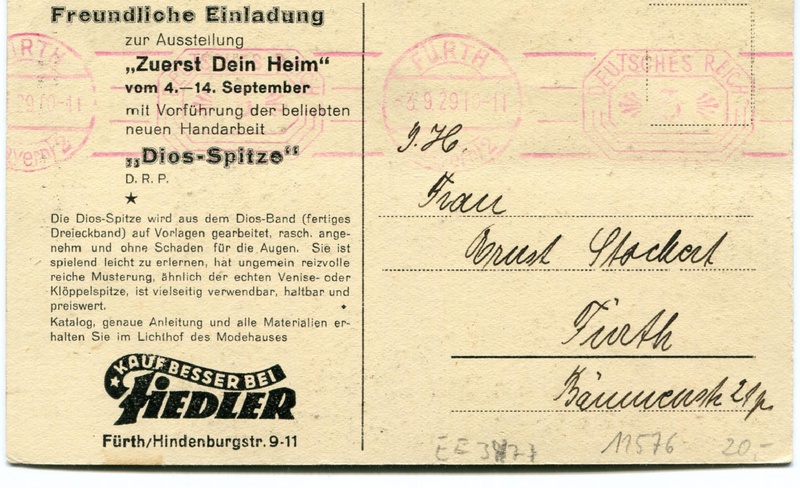 Freundliche Einladung
zur Ausstellung
„Zuerst Dein Heim“
vom 4.—14. September
mit Vorführung der beliebten
neuen Handarbeit
„Dios-Spitze“
D. R. P.
Die Dios-Spitze wird aus dem Dios-Band (fertiges
Dreieckband) auf Vorlagen gearbeitet, rasch, ange-
nehm und ohne Schaden für die Augen. Sie ist
spielend leicht zu erlernen, hat ungemein reizvolle
reiche Musterung, ähnlich der echten Venise- oder
Klöppelspitze, ist vielseitig verwendbar, haltbar und
preiswert.
Katalog, genaue Anleitung und alle Materialien er-
halten Sie im Lichthof des Modehauses
KAUF BESSER BEI
FIEDLER
Fürth/Hindenburgstr. 9-11
FÜRTH
FÜRTH
DEUTSCHES REICH
Frau
Ernst Stockert
Fürth
11576
20,-